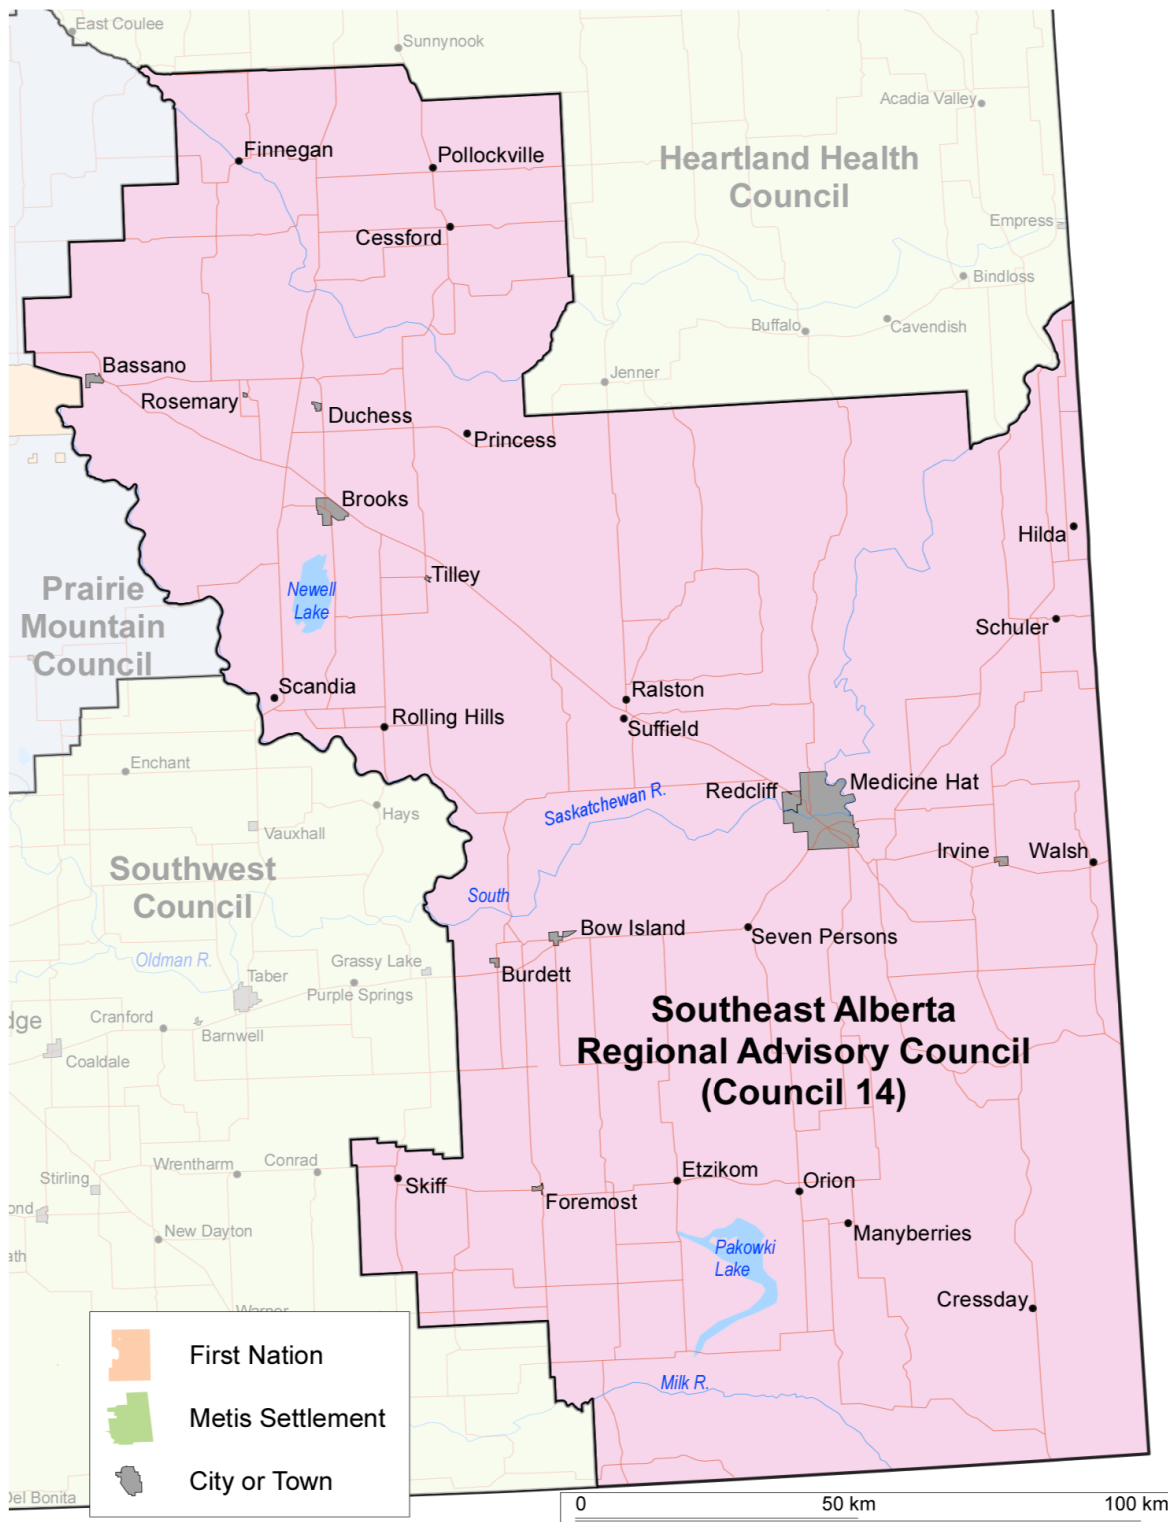 East Coulee
Sunnynook
Acadia Valley
Finnegan
Pollockville
Heartland Health
Council
Empress
Cessford
Bindloss
Buffalo
Cavendish
Bassano
Jenner
Rosemary
Duchess
Princess
Brooks
Hilda
Tilley
Newell
Lake
Prairie
Mountain
Council
Schuler
Scandia
Ralston
Rolling Hills
Suffield
Enchant
Redcliff
Medicine Hat
Saskatchewan R.
Hays
Vauxhall
Irvine
Walsh
Southwest
Council
South
Bow Island
Seven Persons
Oldman R.
Grassy Lake
Burdett
Taber
Purple Springs
Southeast Alberta
Regional Advisory Council
(Council 14)
dge
Cranford
Barnwell
Coaldale
Wrentham
Conrad
Etzikom
Stirling
Skiff
Orion
Foremost
ond
New Dayton
Manyberries
Pakowki
Lake
ath
Cressday
Warner
First Nation
Milk R.
Metis Settlement
City or Town
Del Bonita
0 50 km 100 km